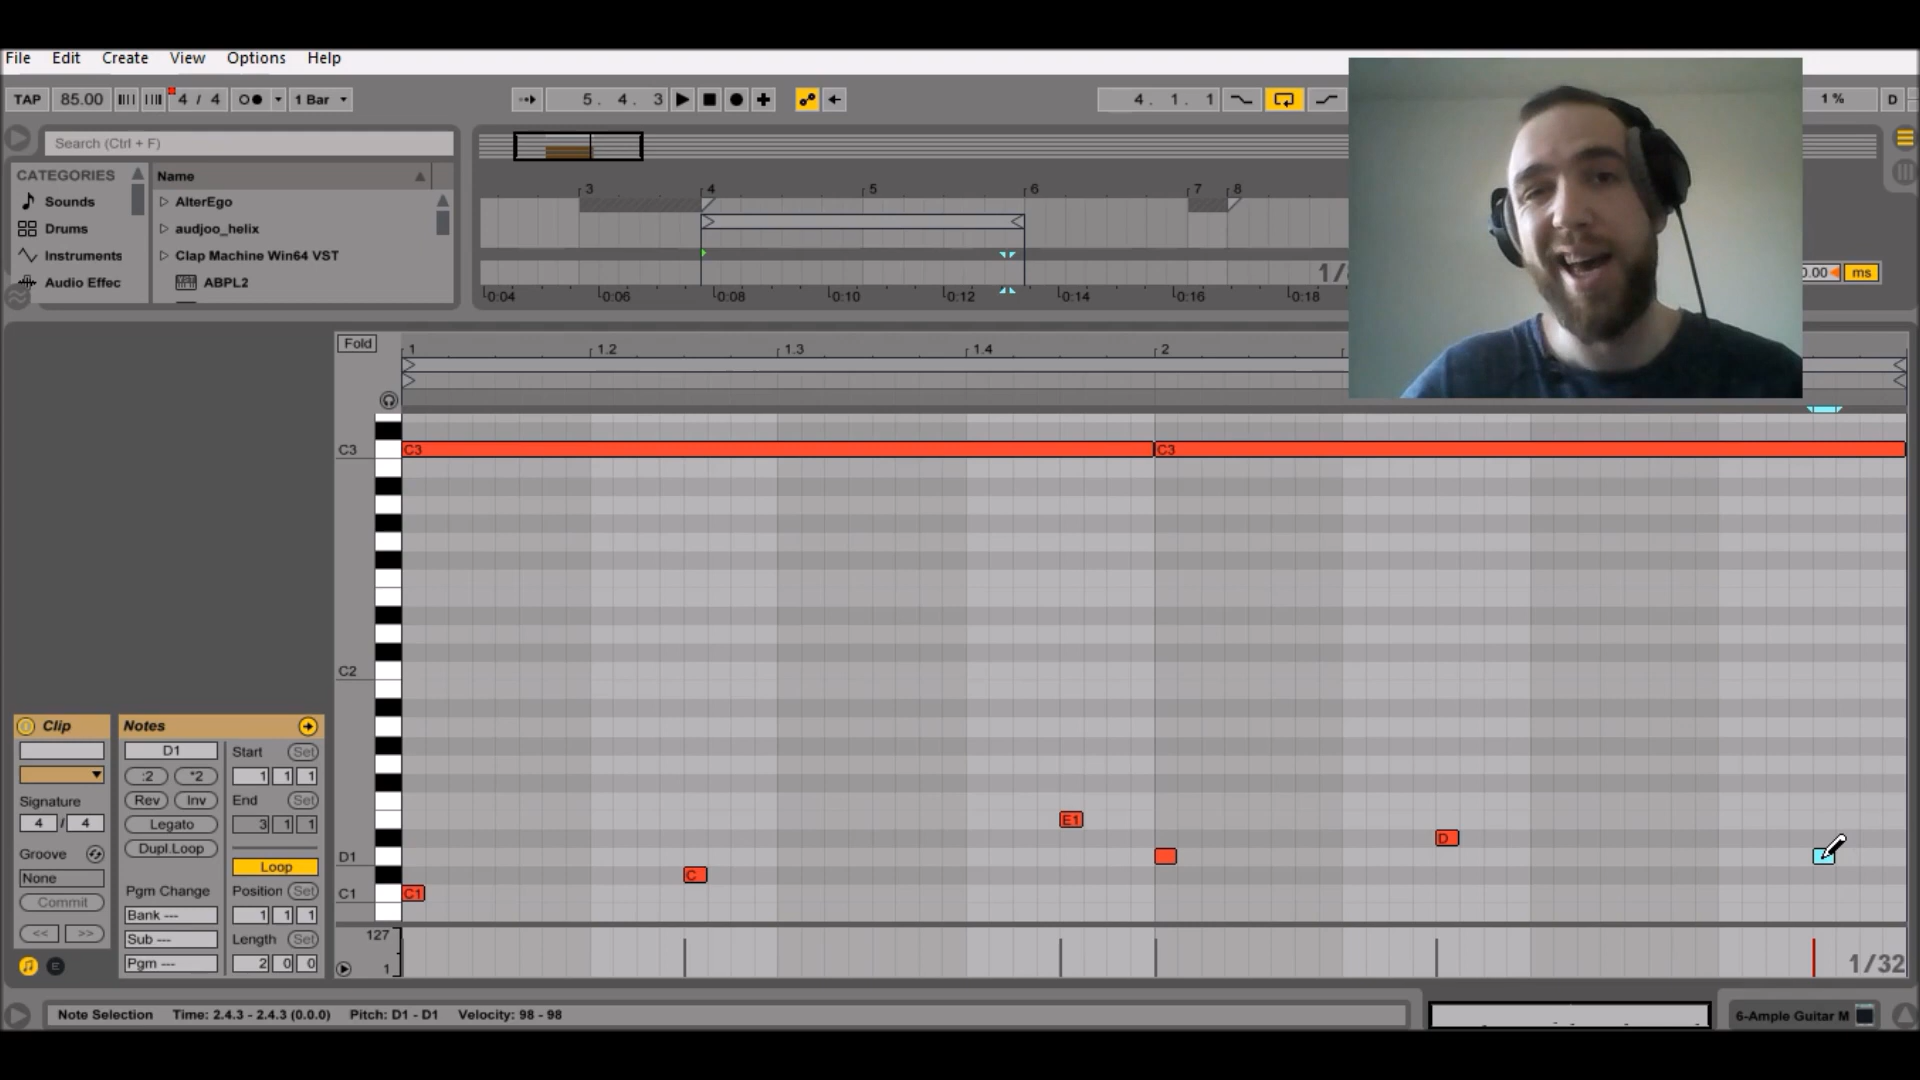 File Edit Create View Options Help
TAP 85.00 4 / 4 1 Bar 5. 4. 3 4. 1. 1 1 % D
Search (Ctrl + F)
CATEGORIES Name
Sounds AlterEgo
Drums audjoo_helix
Instruments Clap Machine Win64 VST
Audio Effec ABPL2
3 4 5 6 7 8
0.00 ms
0:04 0:06 0:08 0:10 0:12 0:14 0:16 0:18
Fold 1 1.2 1.3 1.4 2
C3 C3 C3
C2
E1
D
D1
C
C1 C1
Clip Notes
D1 Start Set
:2 *2 1 1 1
Signature Rev Inv End Set
4 / 4 Legato 3 1 1
Groove Dupl.Loop
None Loop
Commit Pgm Change Position Set
Bank --- 1 1 1
<< >> Sub --- Length Set
Pgm --- 2 0 0
127
1 1/32
Note Selection Time: 2.4.3 - 2.4.3 (0.0.0) Pitch: D1 - D1 Velocity: 98 - 98 6-Ample Guitar M